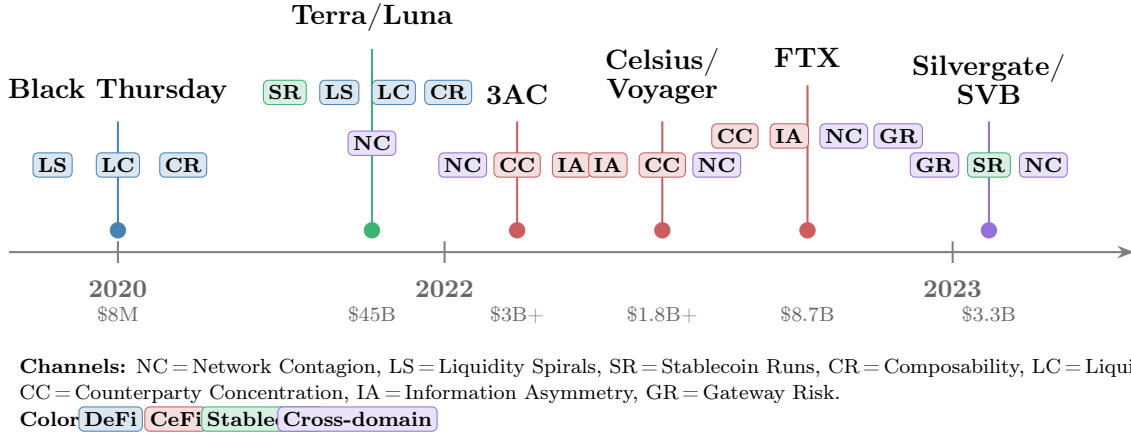 Terra/Luna
Black Thursday
3AC
Celsius/
Voyager
FTX
Silvergate/
SVB
SR LS LC CR
NC
LS LC CR
NC CC IA
IA CC NC
CC IA NC GR
GR SR NC
2020 2022 2023
$8M $45B $3B+ $1.8B+ $8.7B $3.3B
Channels: NC = Network Contagion, LS = Liquidity Spirals, SR = Stablecoin Runs, CR = Composability, LC = Liqui
CC = Counterparty Concentration, IA = Information Asymmetry, GR = Gateway Risk.
Color DeFi CeFi Stablec Cross-domain